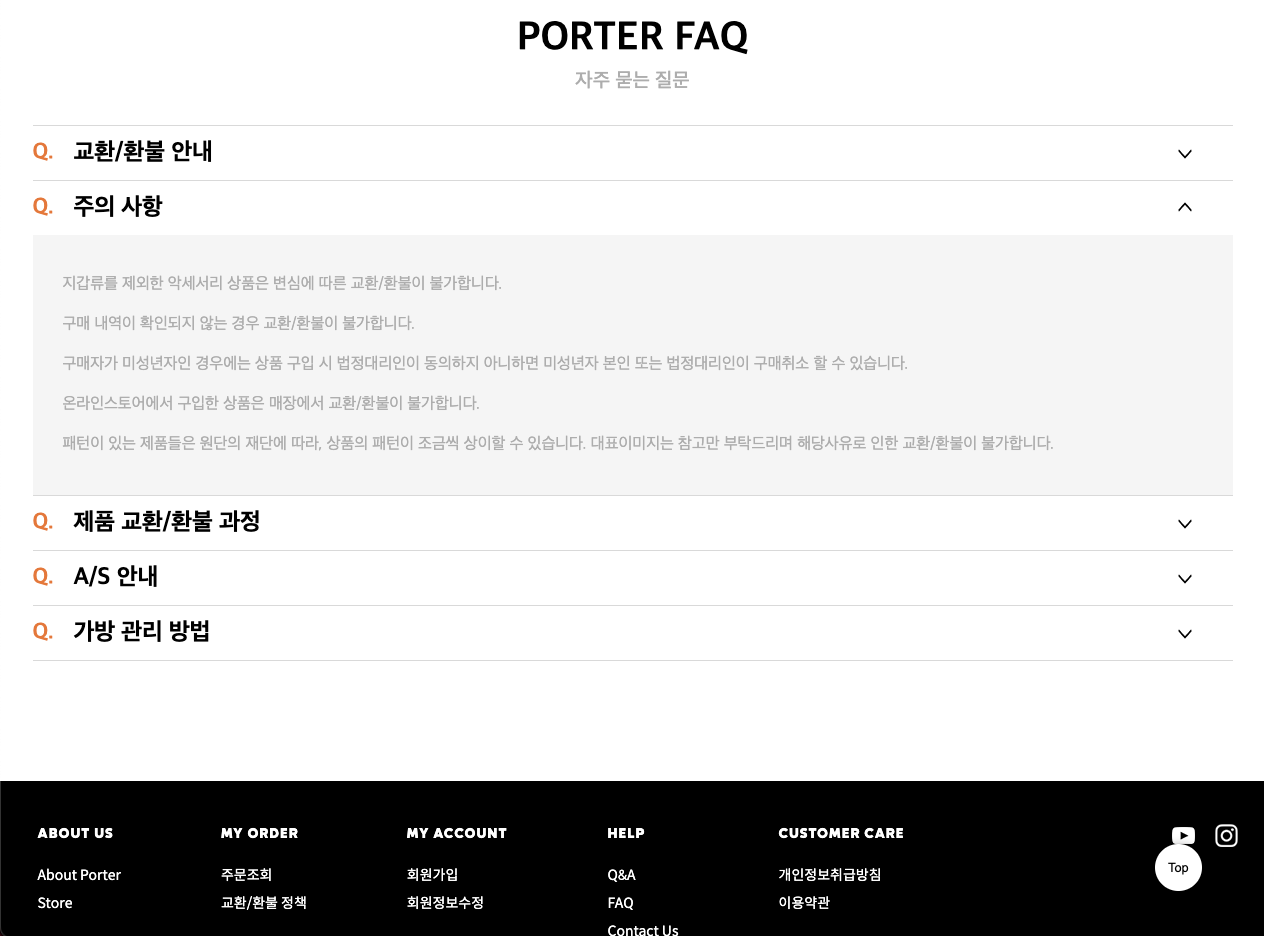 PORTER FAQ
자주 묻는 질문
Q. 교환/환불 안내
Q. 주의 사항
지갑류를 제외한 악세서리 상품은 변심에 따른 교환/환불이 불가합니다.
구매 내역이 확인되지 않는 경우 교환/환불이 불가합니다.
구매자가 미성년자인 경우에는 상품 구입 시 법정대리인이 동의하지 아니하면 미성년자 본인 또는 법정대리인이 구매취소 할 수 있습니다.
온라인스토어에서 구입한 상품은 매장에서 교환/환불이 불가합니다.
패턴이 있는 제품들은 원단의 재단에 따라, 상품의 패턴이 조금씩 상이할 수 있습니다. 대표이미지는 참고만 부탁드리며 해당사유로 인한 교환/환불이 불가합니다.
Q. 제품 교환/환불 과정
Q. A/S 안내
Q. 가방 관리 방법
ABOUT US
About Porter
Store
MY ORDER
주문조회
교환/환불 정책
MY ACCOUNT
회원가입
회원정보수정
HELP
Q&A
FAQ
Contact Us
CUSTOMER CARE
개인정보취급방침
이용약관
Top